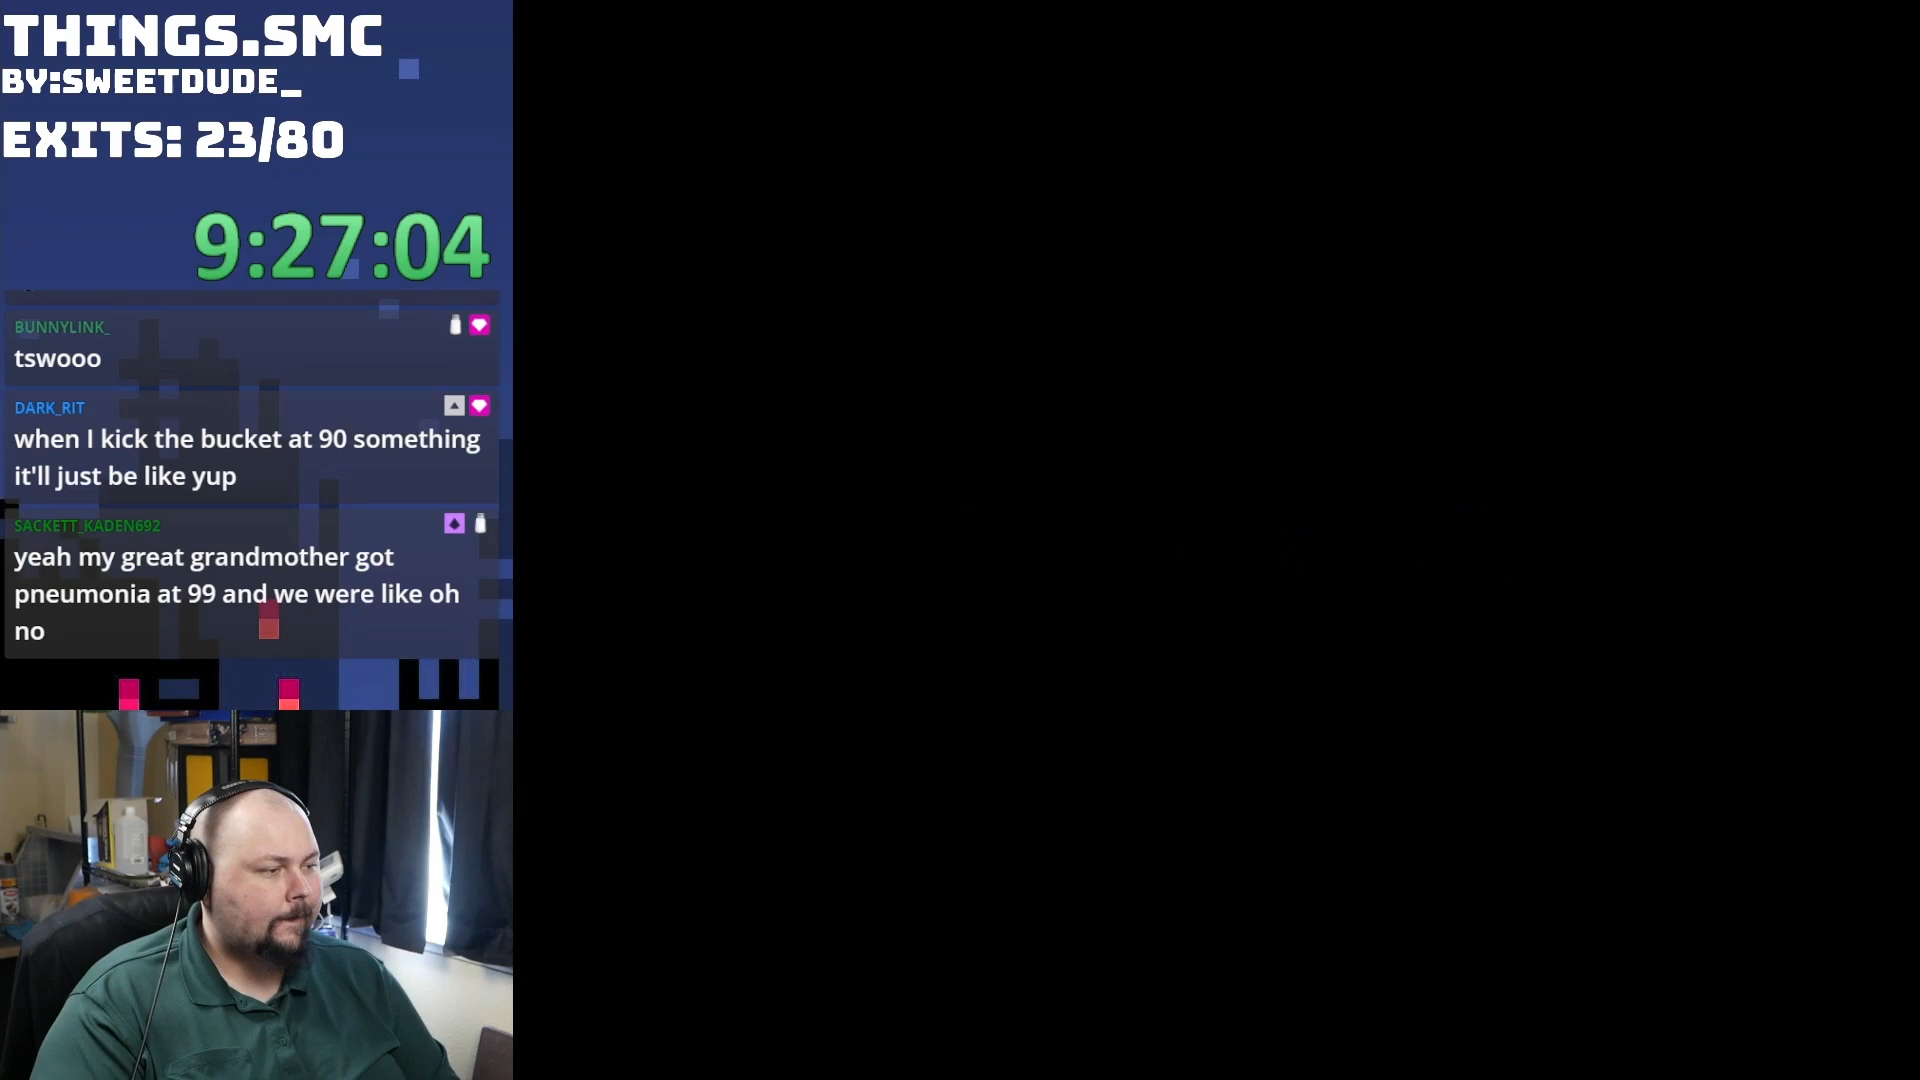 THINGS.SMC
BY:SWEETDUDE_
EXITS: 23/80
9:27:04
BUNNYLINK_
tswooo
DARK_RIT
when I kick the bucket at 90 something
it'll just be like yup
SACKETT_KADEN692
yeah my great grandmother got
pneumonia at 99 and we were like oh
no